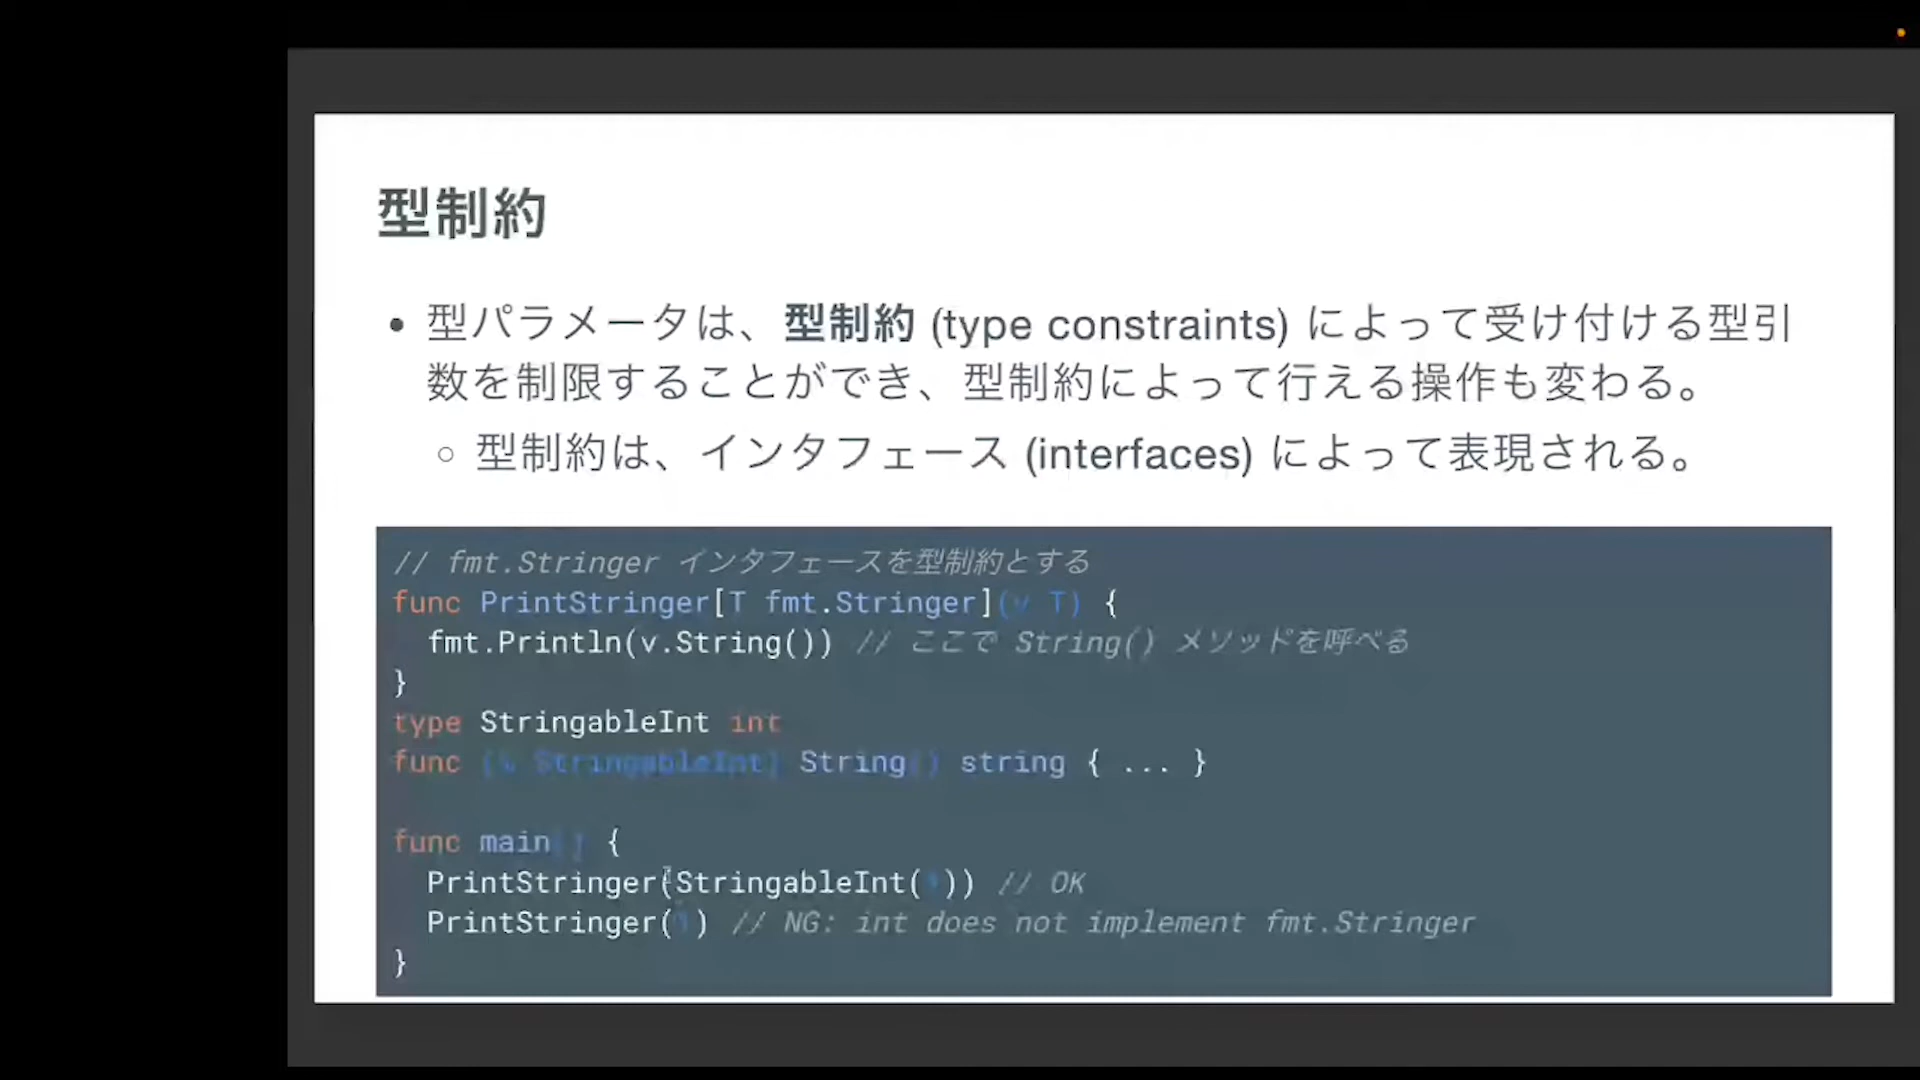 型制約
型パラメータは、型制約 (type constraints) によって受け付ける型引
数を制限することができ、型制約によって行える操作も変わる。
型制約は、インタフェース (interfaces) によって表現される。
// fmt.Stringer インタフェースを型制約とする
func PrintStringer[T fmt.Stringer](v T) {
fmt.Println(v.String()) // ここで String() メソッドを呼べる
}
type StringableInt int
func ( StringableInt) String() string { ... }
func main() {
PrintStringer(StringableInt( )) // OK
PrintStringer( ) // NG: int does not implement fmt.Stringer
}